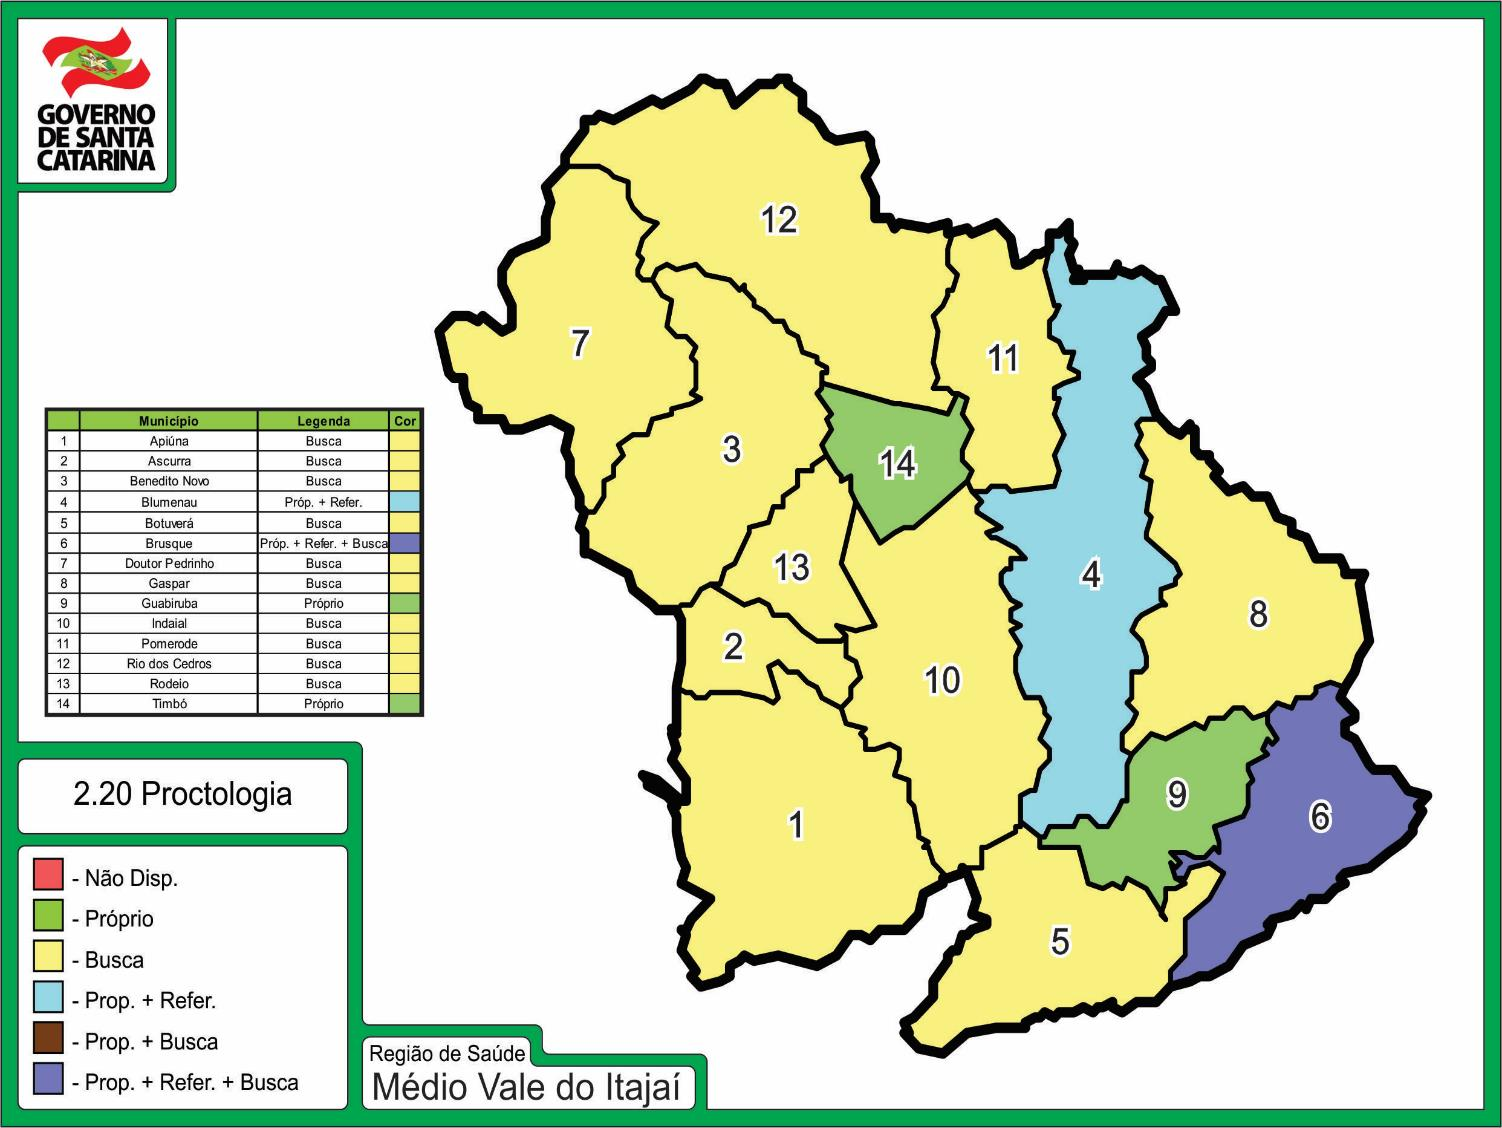 GOVERNO
DE SANTA
CATARINA
12
7
11
3
14
13
4
8
2
10
9
6
1
5
Município Legenda Cor
1 Apiúna Busca
2 Ascurra Busca
3 Benedito Novo Busca
4 Blumenau Próp. + Refer.
5 Botuverá Busca
6 Brusque Próp. + Refer. + Busca
7 Doutor Pedrinho Busca
8 Gaspar Busca
9 Guabiruba Próprio
10 Indaial Busca
11 Pomerode Busca
12 Rio dos Cedros Busca
13 Rodeio Busca
14 Timbó Próprio
2.20 Proctologia
- Não Disp.
- Próprio
- Busca
- Prop. + Refer.
- Prop. + Busca
- Prop. + Refer. + Busca
Região de Saúde
Médio Vale do Itajaí